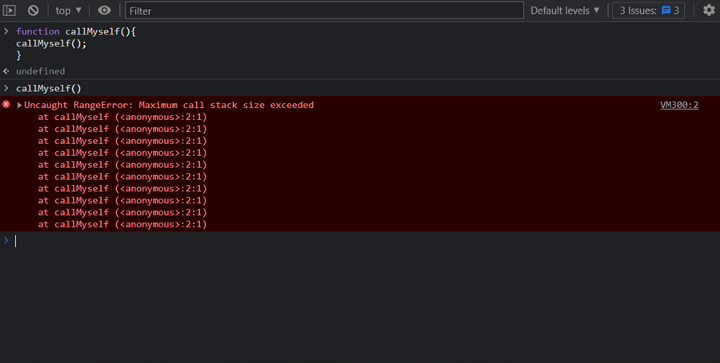 top ▼ Filter Default levels ▼ 3 Issues: 3
function callMyself(){
callMyself();
}
undefined
callMyself()
Uncaught RangeError: Maximum call stack size exceeded VM300:2
at callMyself (<anonymous>:2:1)
at callMyself (<anonymous>:2:1)
at callMyself (<anonymous>:2:1)
at callMyself (<anonymous>:2:1)
at callMyself (<anonymous>:2:1)
at callMyself (<anonymous>:2:1)
at callMyself (<anonymous>:2:1)
at callMyself (<anonymous>:2:1)
at callMyself (<anonymous>:2:1)
at callMyself (<anonymous>:2:1)